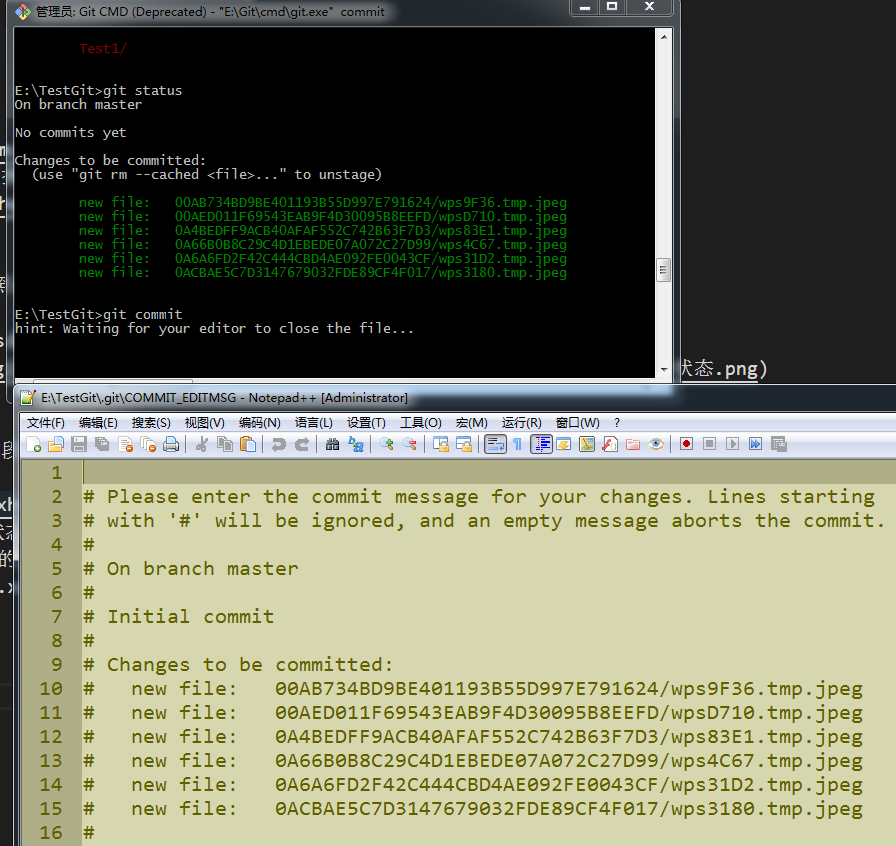 管理员: Git CMD (Deprecated) - "E:\Git\cmd\git.exe" commit
Test1/
E:\TestGit>git status
On branch master
No commits yet
Changes to be committed:
(use "git rm --cached <file>..." to unstage)
new file: 00AB734BD9BE401193B55D997E791624/wps9F36.tmp.jpeg
new file: 00AED011F69543EAB9F4D30095B8EEFD/wpsD710.tmp.jpeg
new file: 0A4BEDFF9ACB40AFAF552C742B63F7D3/wps83E1.tmp.jpeg
new file: 0A66B0B8C29C4D1EBEDE07A072C27D99/wps4C67.tmp.jpeg
new file: 0A6A6FD2F42C444CBD4AE092FE0043CF/wps31D2.tmp.jpeg
new file: 0ACBAE5C7D3147679032FDE89CF4F017/wps3180.tmp.jpeg
E:\TestGit>git commit
hint: Waiting for your editor to close the file...
状态.png)
E:\TestGit\.git\COMMIT_EDITMSG - Notepad++ [Administrator]
文件(F) 编辑(E) 搜索(S) 视图(V) 编码(N) 语言(L) 设置(T) 工具(O) 宏(M) 运行(R) 窗口(W) ?
1
2 # Please enter the commit message for your changes. Lines starting
3 # with '#' will be ignored, and an empty message aborts the commit.
4 #
5 # On branch master
6 #
7 # Initial commit
8 #
9 # Changes to be committed:
10 # new file: 00AB734BD9BE401193B55D997E791624/wps9F36.tmp.jpeg
11 # new file: 00AED011F69543EAB9F4D30095B8EEFD/wpsD710.tmp.jpeg
12 # new file: 0A4BEDFF9ACB40AFAF552C742B63F7D3/wps83E1.tmp.jpeg
13 # new file: 0A66B0B8C29C4D1EBEDE07A072C27D99/wps4C67.tmp.jpeg
14 # new file: 0A6A6FD2F42C444CBD4AE092FE0043CF/wps31D2.tmp.jpeg
15 # new file: 0ACBAE5C7D3147679032FDE89CF4F017/wps3180.tmp.jpeg
16 #